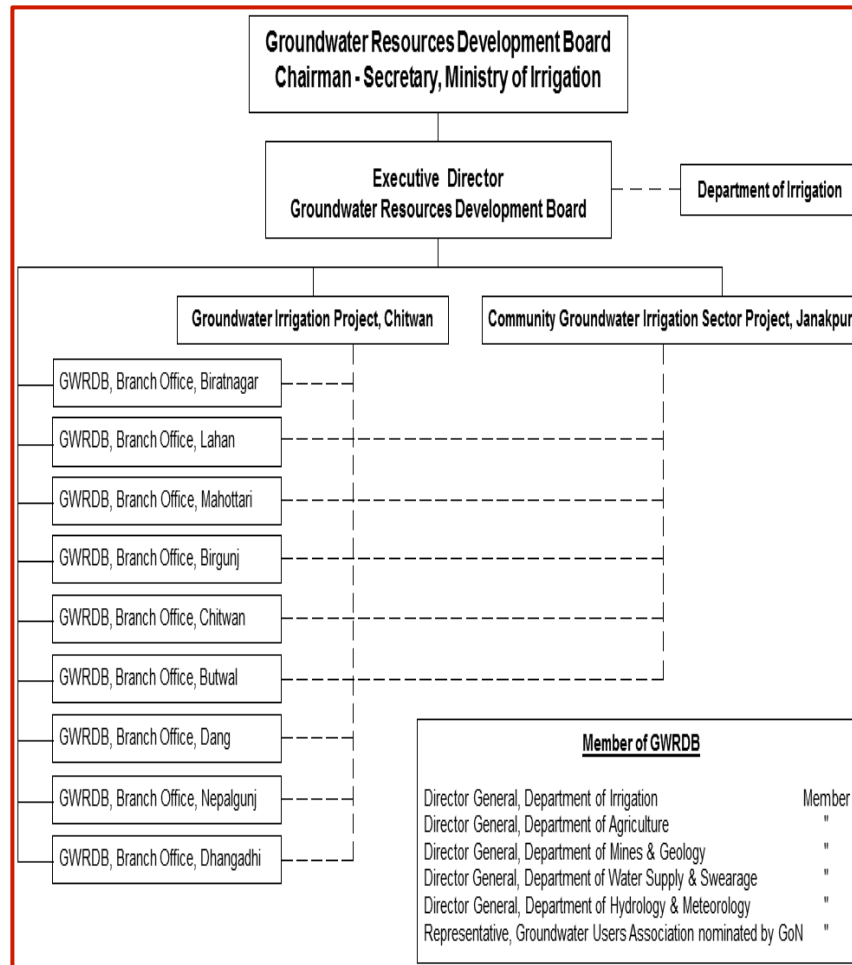 Groundwater Resources Development Board
Chairman - Secretary, Ministry of Irrigation
Executive Director
Groundwater Resources Development Board
Department of Irrigation
Groundwater Irrigation Project, Chitwan
Community Groundwater Irrigation Sector Project, Janakpur
GWRDB, Branch Office, Biratnagar
GWRDB, Branch Office, Lahan
GWRDB, Branch Office, Mahottari
GWRDB, Branch Office, Birgunj
GWRDB, Branch Office, Chitwan
GWRDB, Branch Office, Butwal
GWRDB, Branch Office, Dang
GWRDB, Branch Office, Nepalgunj
GWRDB, Branch Office, Dhangadhi
Member of GWRDB
Director General, Department of Irrigation Member
Director General, Department of Agriculture "
Director General, Department of Mines & Geology "
Director General, Department of Water Supply & Swearage "
Director General, Department of Hydrology & Meteorology "
Representative, Groundwater Users Association nominated by GoN "